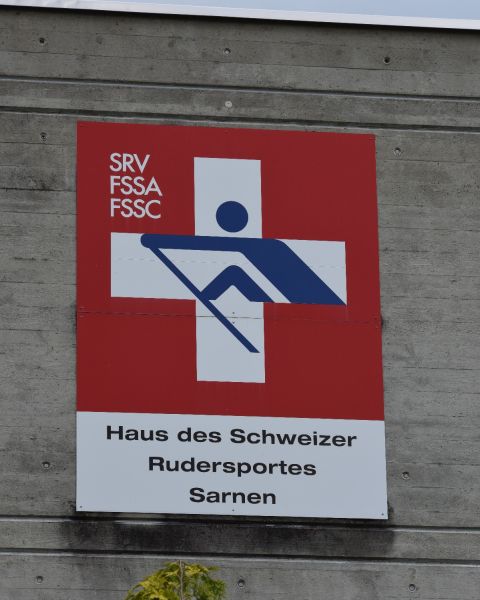 SRV
FSSA
FSSC
Haus des Schweizer
Rudersportes
Sarnen